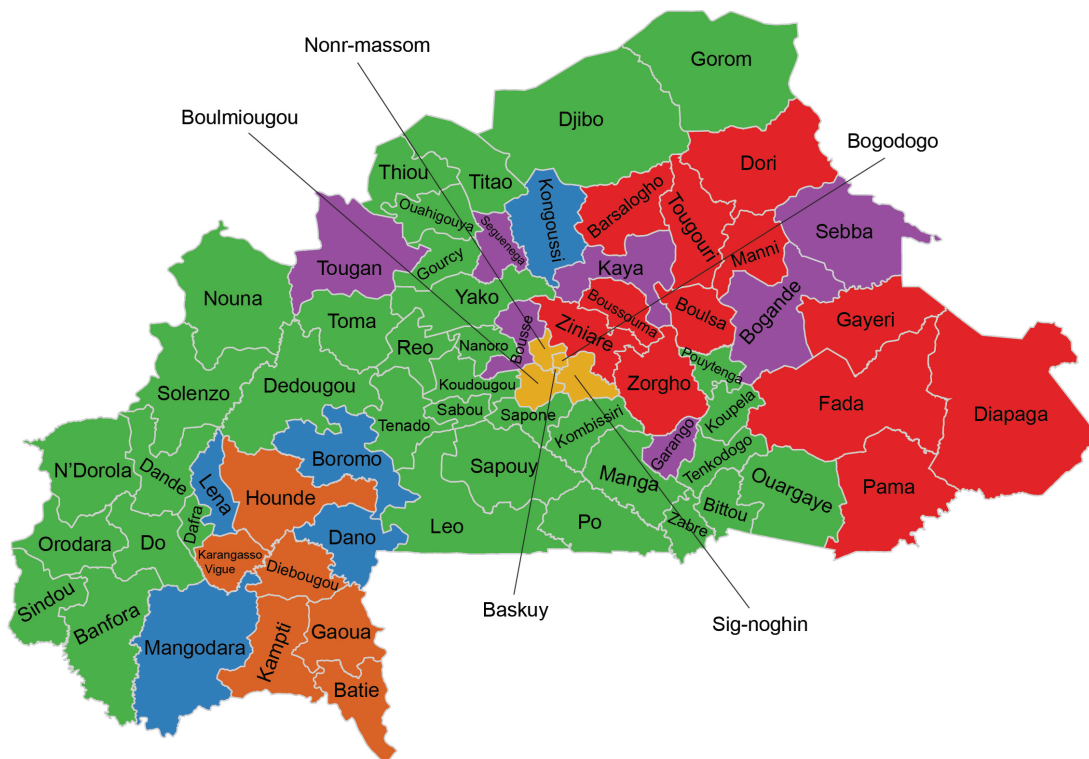 Nonr-massom
Gorom
Boulmiougou
Djibo
Bogodogo
Dori
Thiou
Titao
Kongoussi
Barsalogho
Tougouri
Ouahigouya
Seguenega
Sebba
Manni
Tougan
Gourcy
Kaya
Nouna
Yako
Boussouma
Boulsa
Bogande
Gayeri
Toma
Bousse
Ziniare
Reo
Nanoro
Pouytenga
Solenzo
Dedougou
Koudougou
Zorgho
Fada
Diapaga
Sabou
Sapone
Koupela
Tenado
Kombissiri
Garango
Tenkodogo
Boromo
Sapouy
N'Dorola
Dande
Lena
Hounde
Manga
Ouargaye
Pama
Bittou
Dafra
Leo
Po
Zabre
Orodara
Do
Dano
Karangasso
Vigue
Diebougou
Sindou
Banfora
Baskuy
Sig-noghin
Mangodara
Kampti
Gaoua
Batie